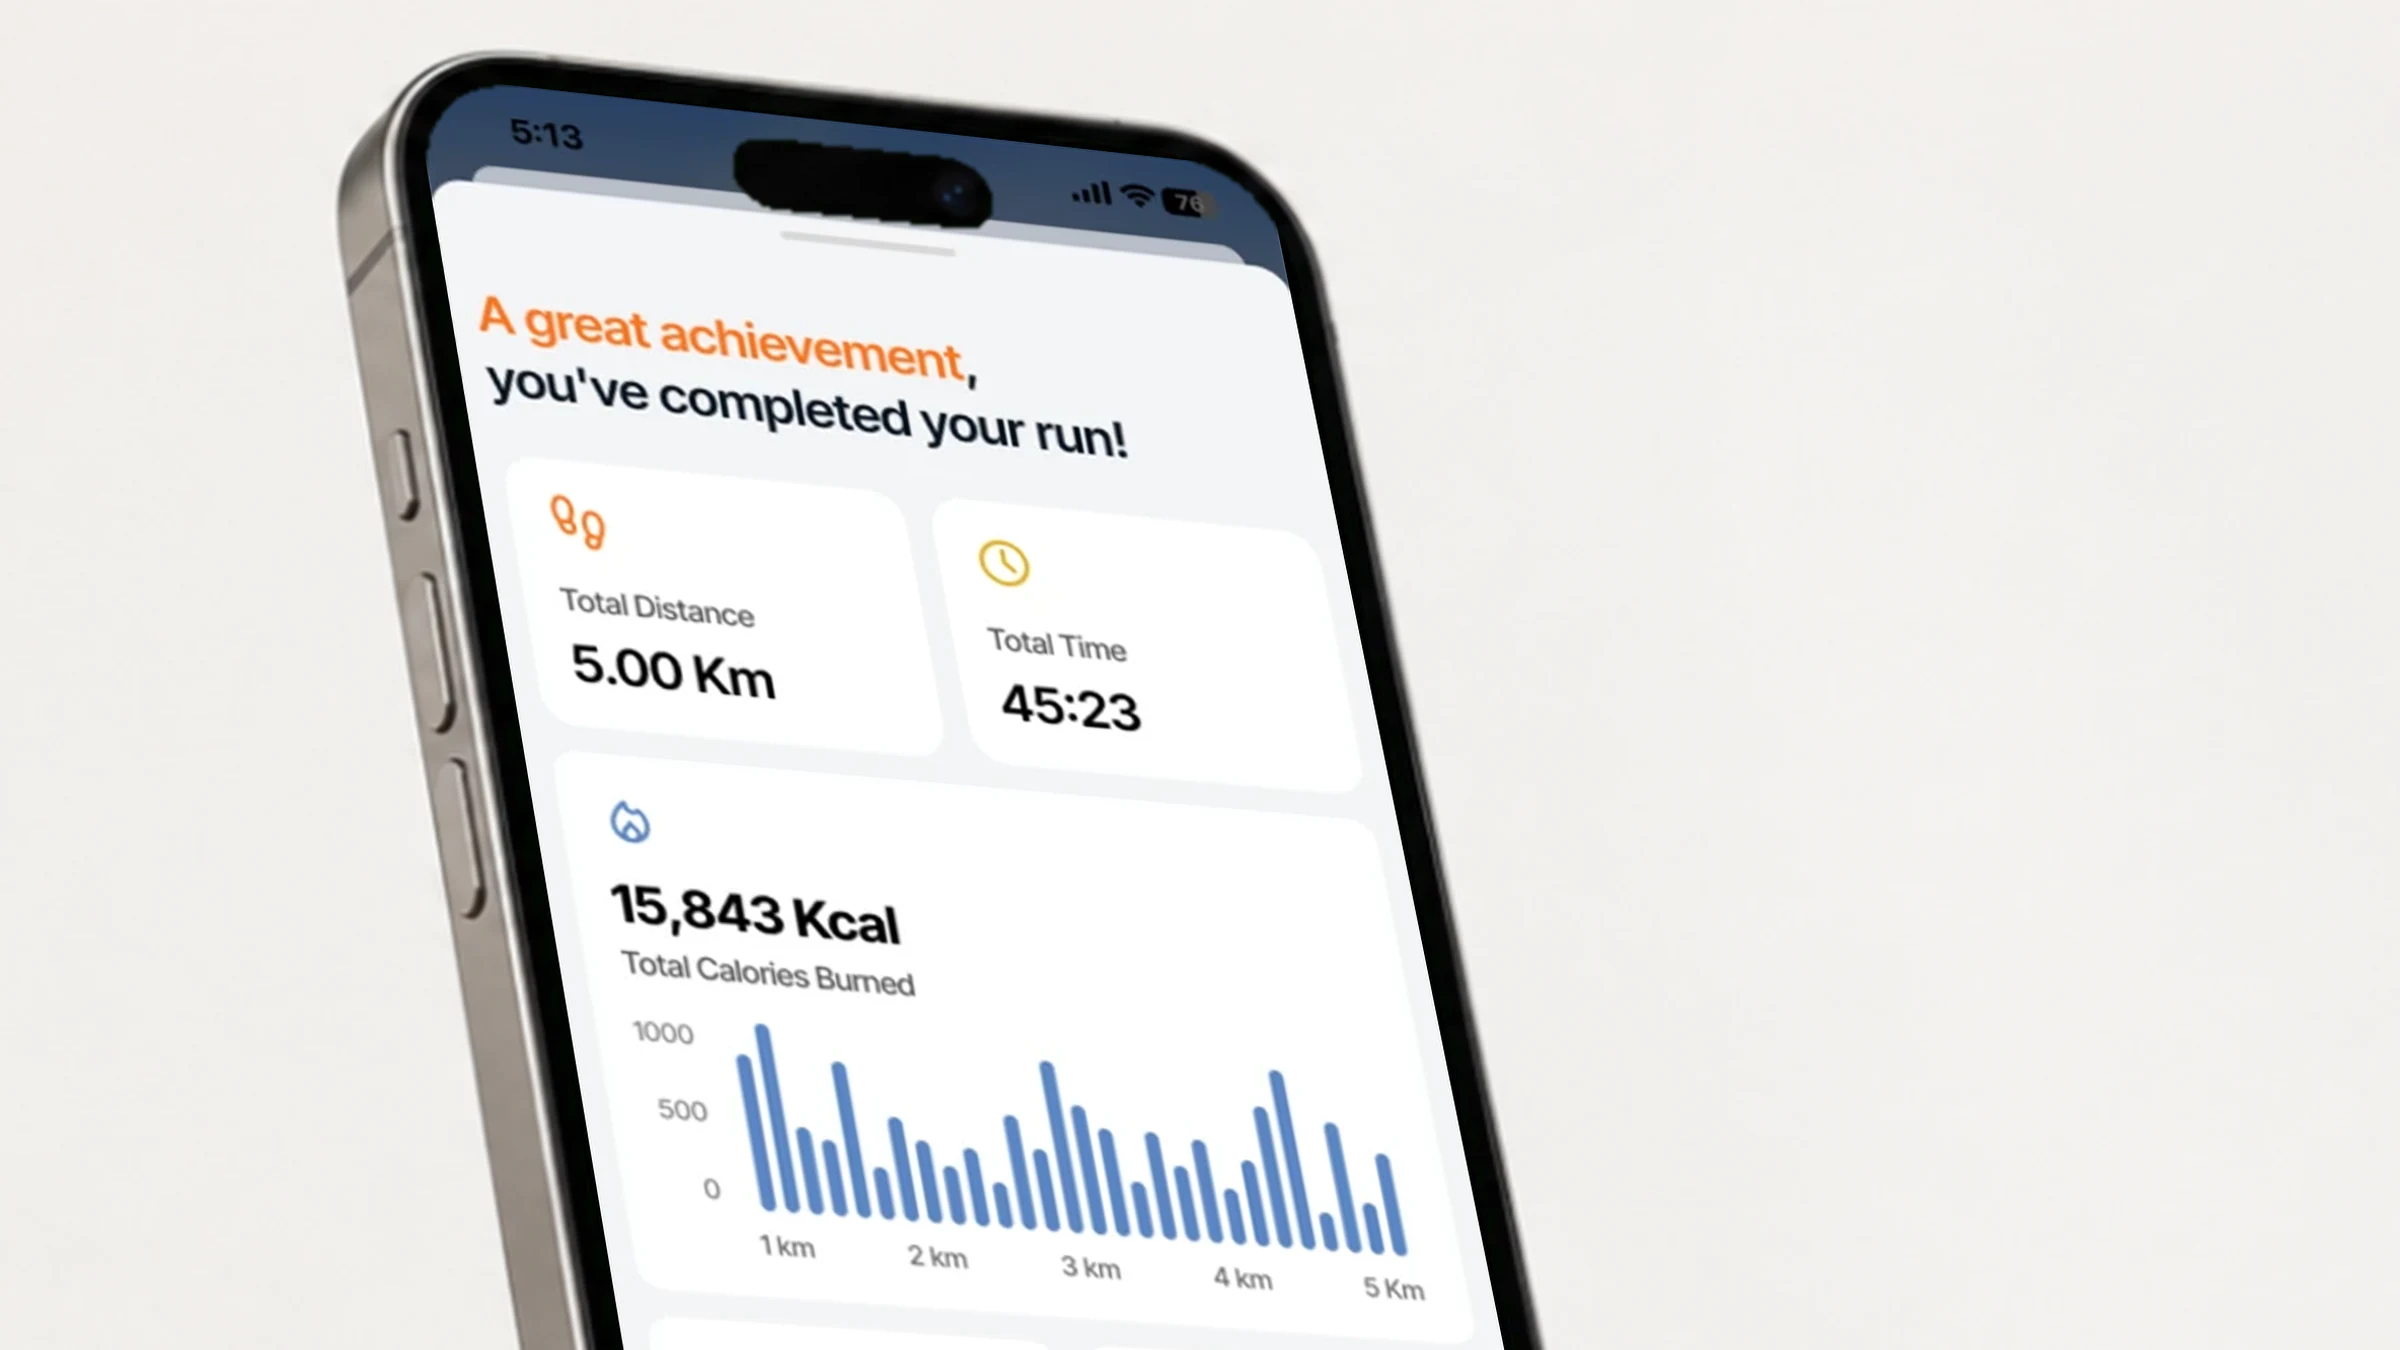 5:13
76
A great achievement,
you've completed your run!
Total Distance
5.00 Km
Total Time
45:23
15,843 Kcal
Total Calories Burned
1000
500
0
1 km
2 km
3 km
4 km
5 Km